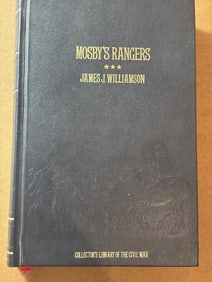 MOSBY'S RANGERS
★★★
JAMES J. WILLIAMSON
COLLECTOR'S LIBRARY OF THE CIVIL WAR